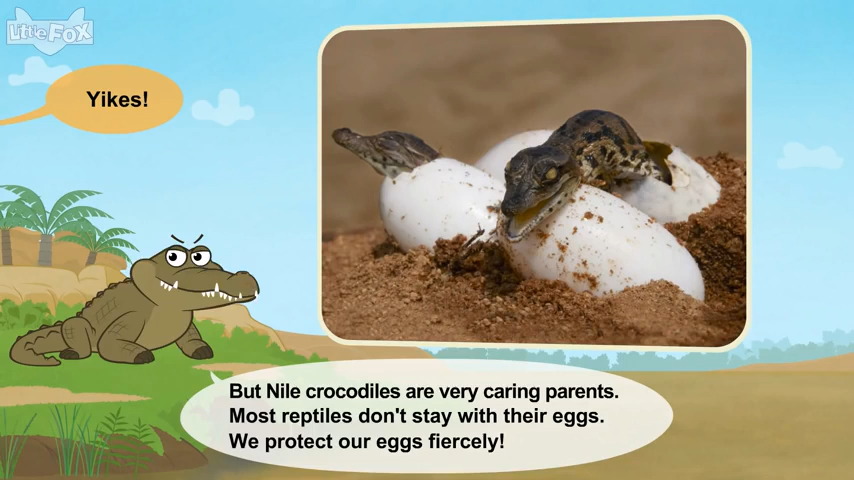 Little Fox
Yikes!
But Nile crocodiles are very caring parents.
Most reptiles don't stay with their eggs.
We protect our eggs fiercely!